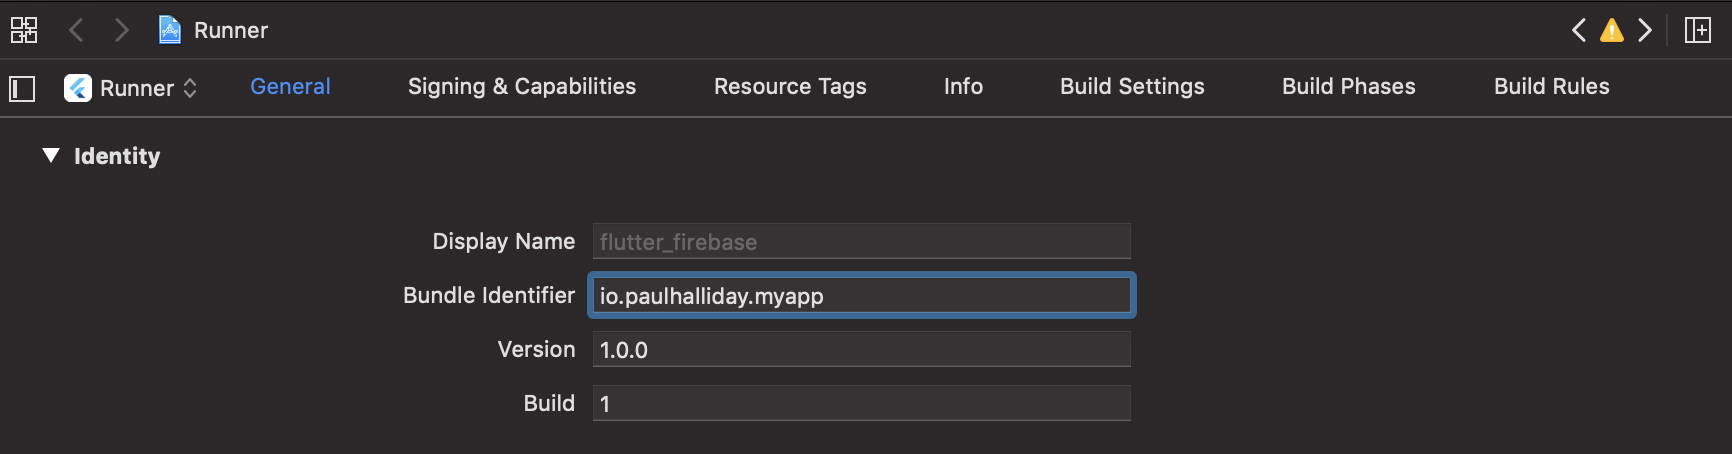 Runner
Runner General Signing & Capabilities Resource Tags Info Build Settings Build Phases Build Rules
Identity
Display Name flutter_firebase
Bundle Identifier io.paulhalliday.myapp
Version 1.0.0
Build 1